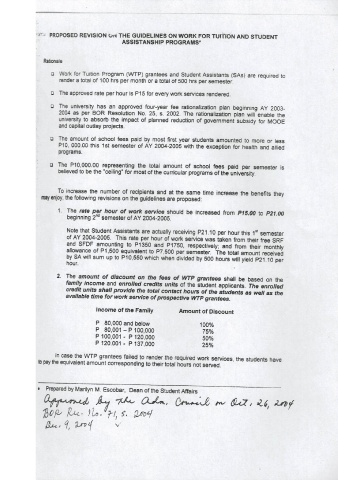 PROPOSED REVISION THE GUIDELINES ON WORK FOR TUITION AND STUDENT
ASSISTANSHIP PROGRAMS*
Rationale
Work for Tuition Program (WTP) grantees and Student Assistants (SAs) are required to
render a total of 100 hrs per month or a total of 500 hrs per semester.
The approved rate per hour is P15 for every work services rendered.
The university has an approved four-year fee rationalization plan beginning AY 2003-
2004 as per BOR Resolution No. 25, s. 2002. The rationalization plan will enable the
university to absorb the impact of planned reduction of government subsidy for MOOE
and capital outlay projects.
The amount of school fees paid by most first year students amounted to more or less
P10, 000.00 this 1st semester of AY 2004-2005 with the exception for health and allied
programs.
The P10,000.00 representing the total amount of school fees paid per semester is
believed to be the "ceiling" for most of the curricular programs of the university.
To increase the number of recipients and at the same time increase the benefits they
may enjoy, the following revisions on the guidelines are proposed:
1. The rate per hour of work service should be increased from P15.00 to P21.00
beginning 2nd semester of AY 2004-2005.
Note that Student Assistants are actually receiving P21.10 per hour this 1st semester
of AY 2004-2005. This rate per hour of work service was taken from their free SRF
and SFDF amounting to P1350 and P1750, respectively; and from their monthly
allowance of P1,500 equivalent to P7,500 per semester. The total amount received
by SA will sum up to P10,550 which when divided by 500 hours will yield P21.10 per
hour.
2. The amount of discount on the fees of WTP grantees shall be based on the
family income and enrolled credit units of the student applicants. The enrolled
credit units shall provide the total contact hours of the students as well as the
available time for work service of prospective WTP grantees.
Income of the Family Amount of Discount
P 80,000 and below 100%
P 80,001 – P 100,000 75%
P 100,001 - P 120,000 50%
P 120,001 - P 137,000 25%
In case the WTP grantees failed to render the required work services, the students have
to pay the equivalent amount corresponding to their total hours not served.
* Prepared by Marilyn M. Escobar, Dean of the Student Affairs
Approved by the Adm. Council on Oct. 26, 2004
BOR Res. No. 71, s. 2004
Dec. 9, 2004